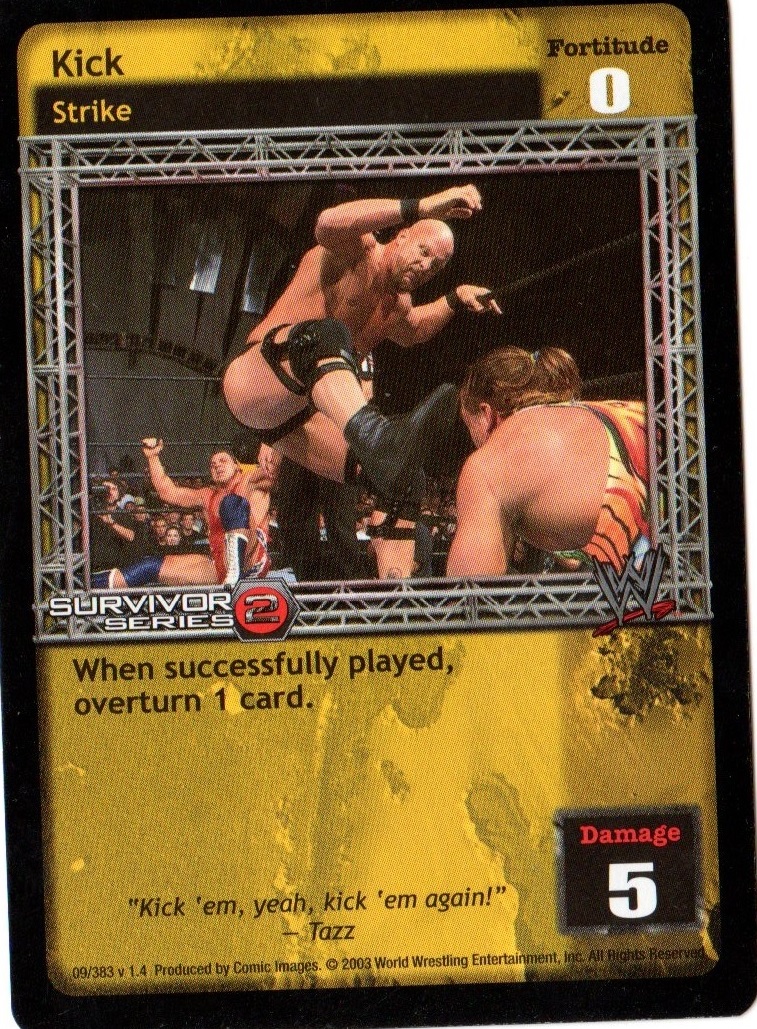 Kick
Fortitude
Strike
0
SURVIVOR
SERIES 2
W
When successfully played,
overturn 1 card.
Damage
5
"Kick 'em, yeah, kick 'em again!"
– Tazz
09/383 v 1.4 Produced by Comic Images. © 2003 World Wrestling Entertainment, Inc. All Rights Reserved.